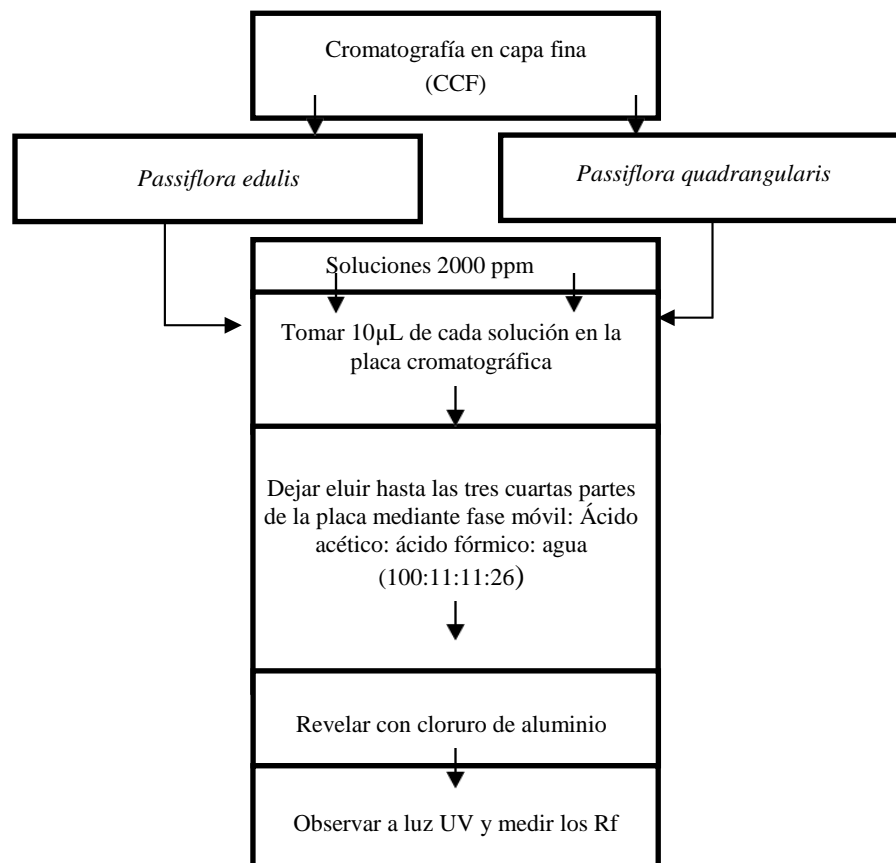 Cromatografía en capa fina
(CCF)
Passiflora edulis
Passiflora quadrangularis
Soluciones 2000 ppm
Tomar 10µL de cada solución en la
placa cromatográfica
Dejar eluir hasta las tres cuartas partes
de la placa mediante fase móvil: Ácido
acético: ácido fórmico: agua
(100:11:11:26)
Revelar con cloruro de aluminio
Observar a luz UV y medir los Rf